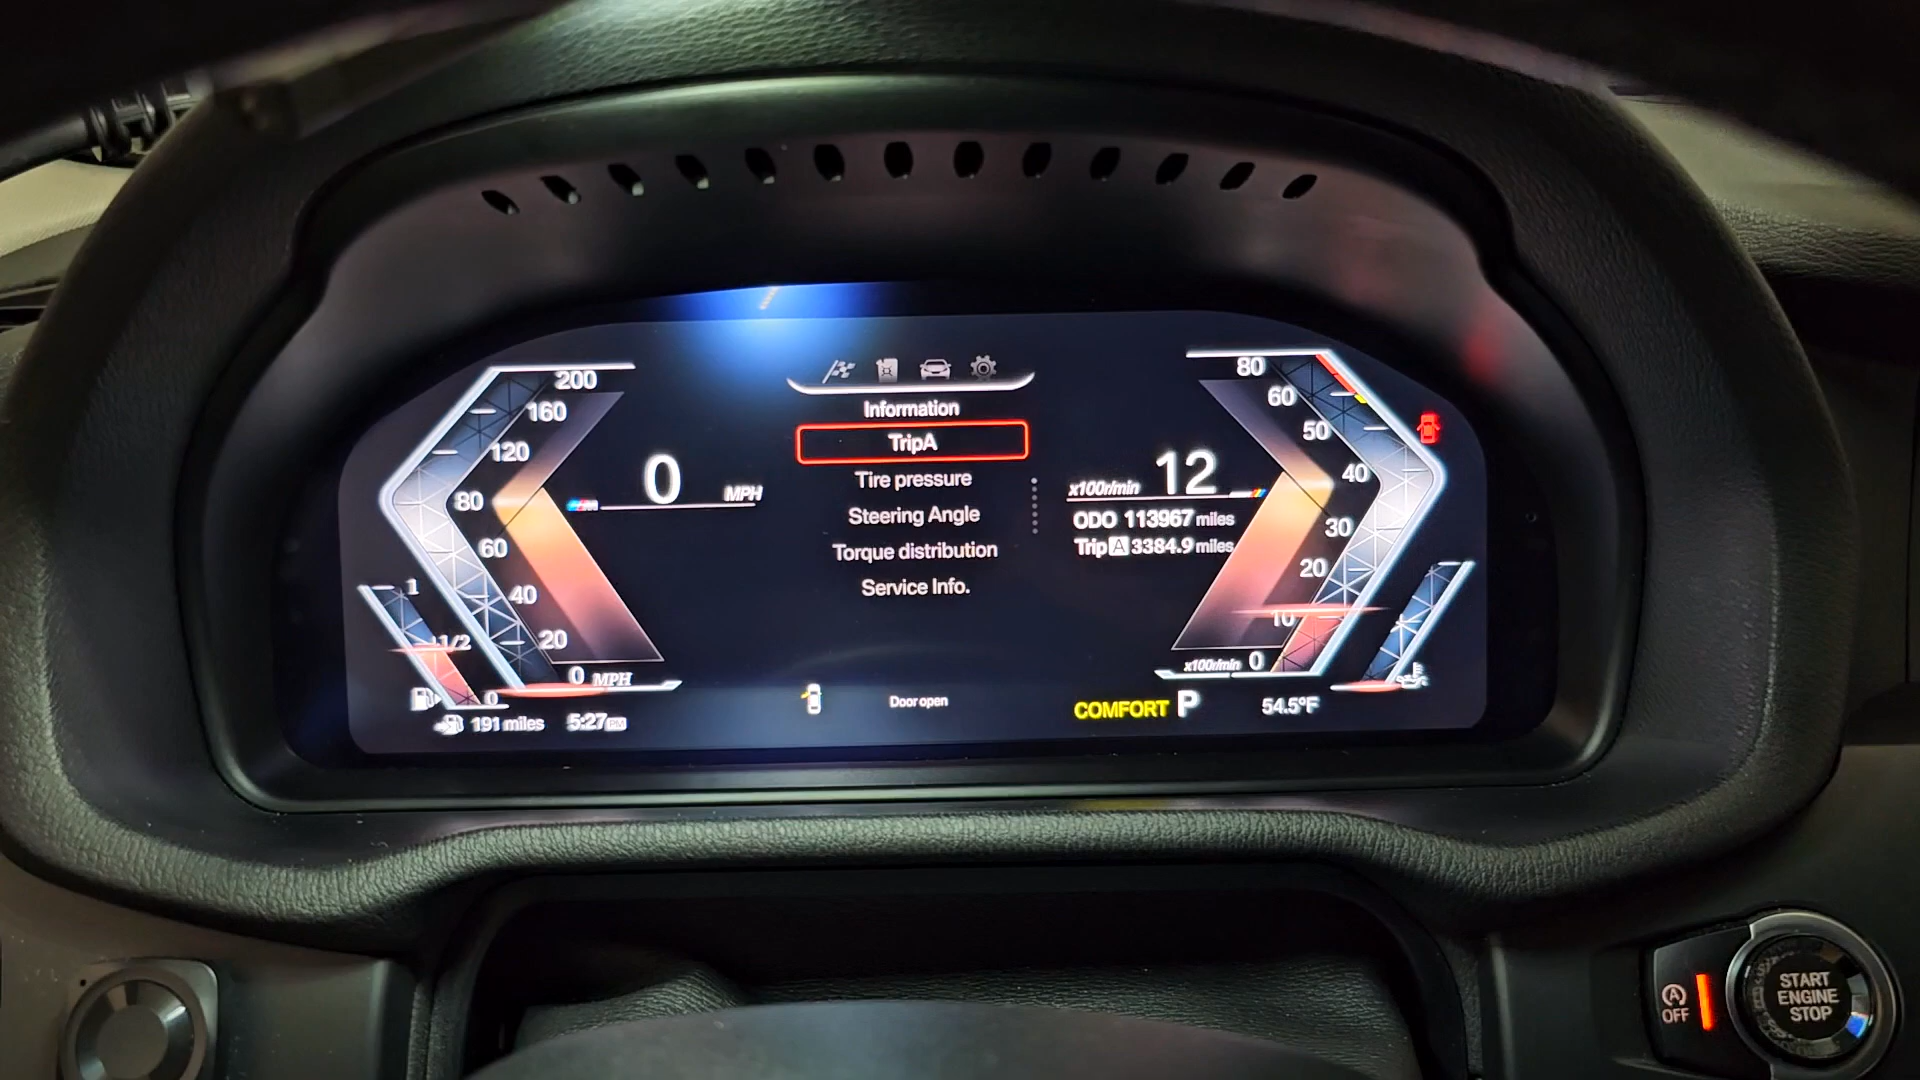 Information
TripA
Tire pressure
Steering Angle
Torque distribution
Service Info.
200
160
120
80
60
40
20
0 MPH
0 MPH
1
1/2
0
191 miles
5:27 PM
Door open
80
60
50
40
30
20
10
x100r/min 0
x100r/min 12
ODO 113967 miles
Trip A 3384.9 miles
COMFORT P
54.5°F
A
OFF
START
ENGINE
STOP